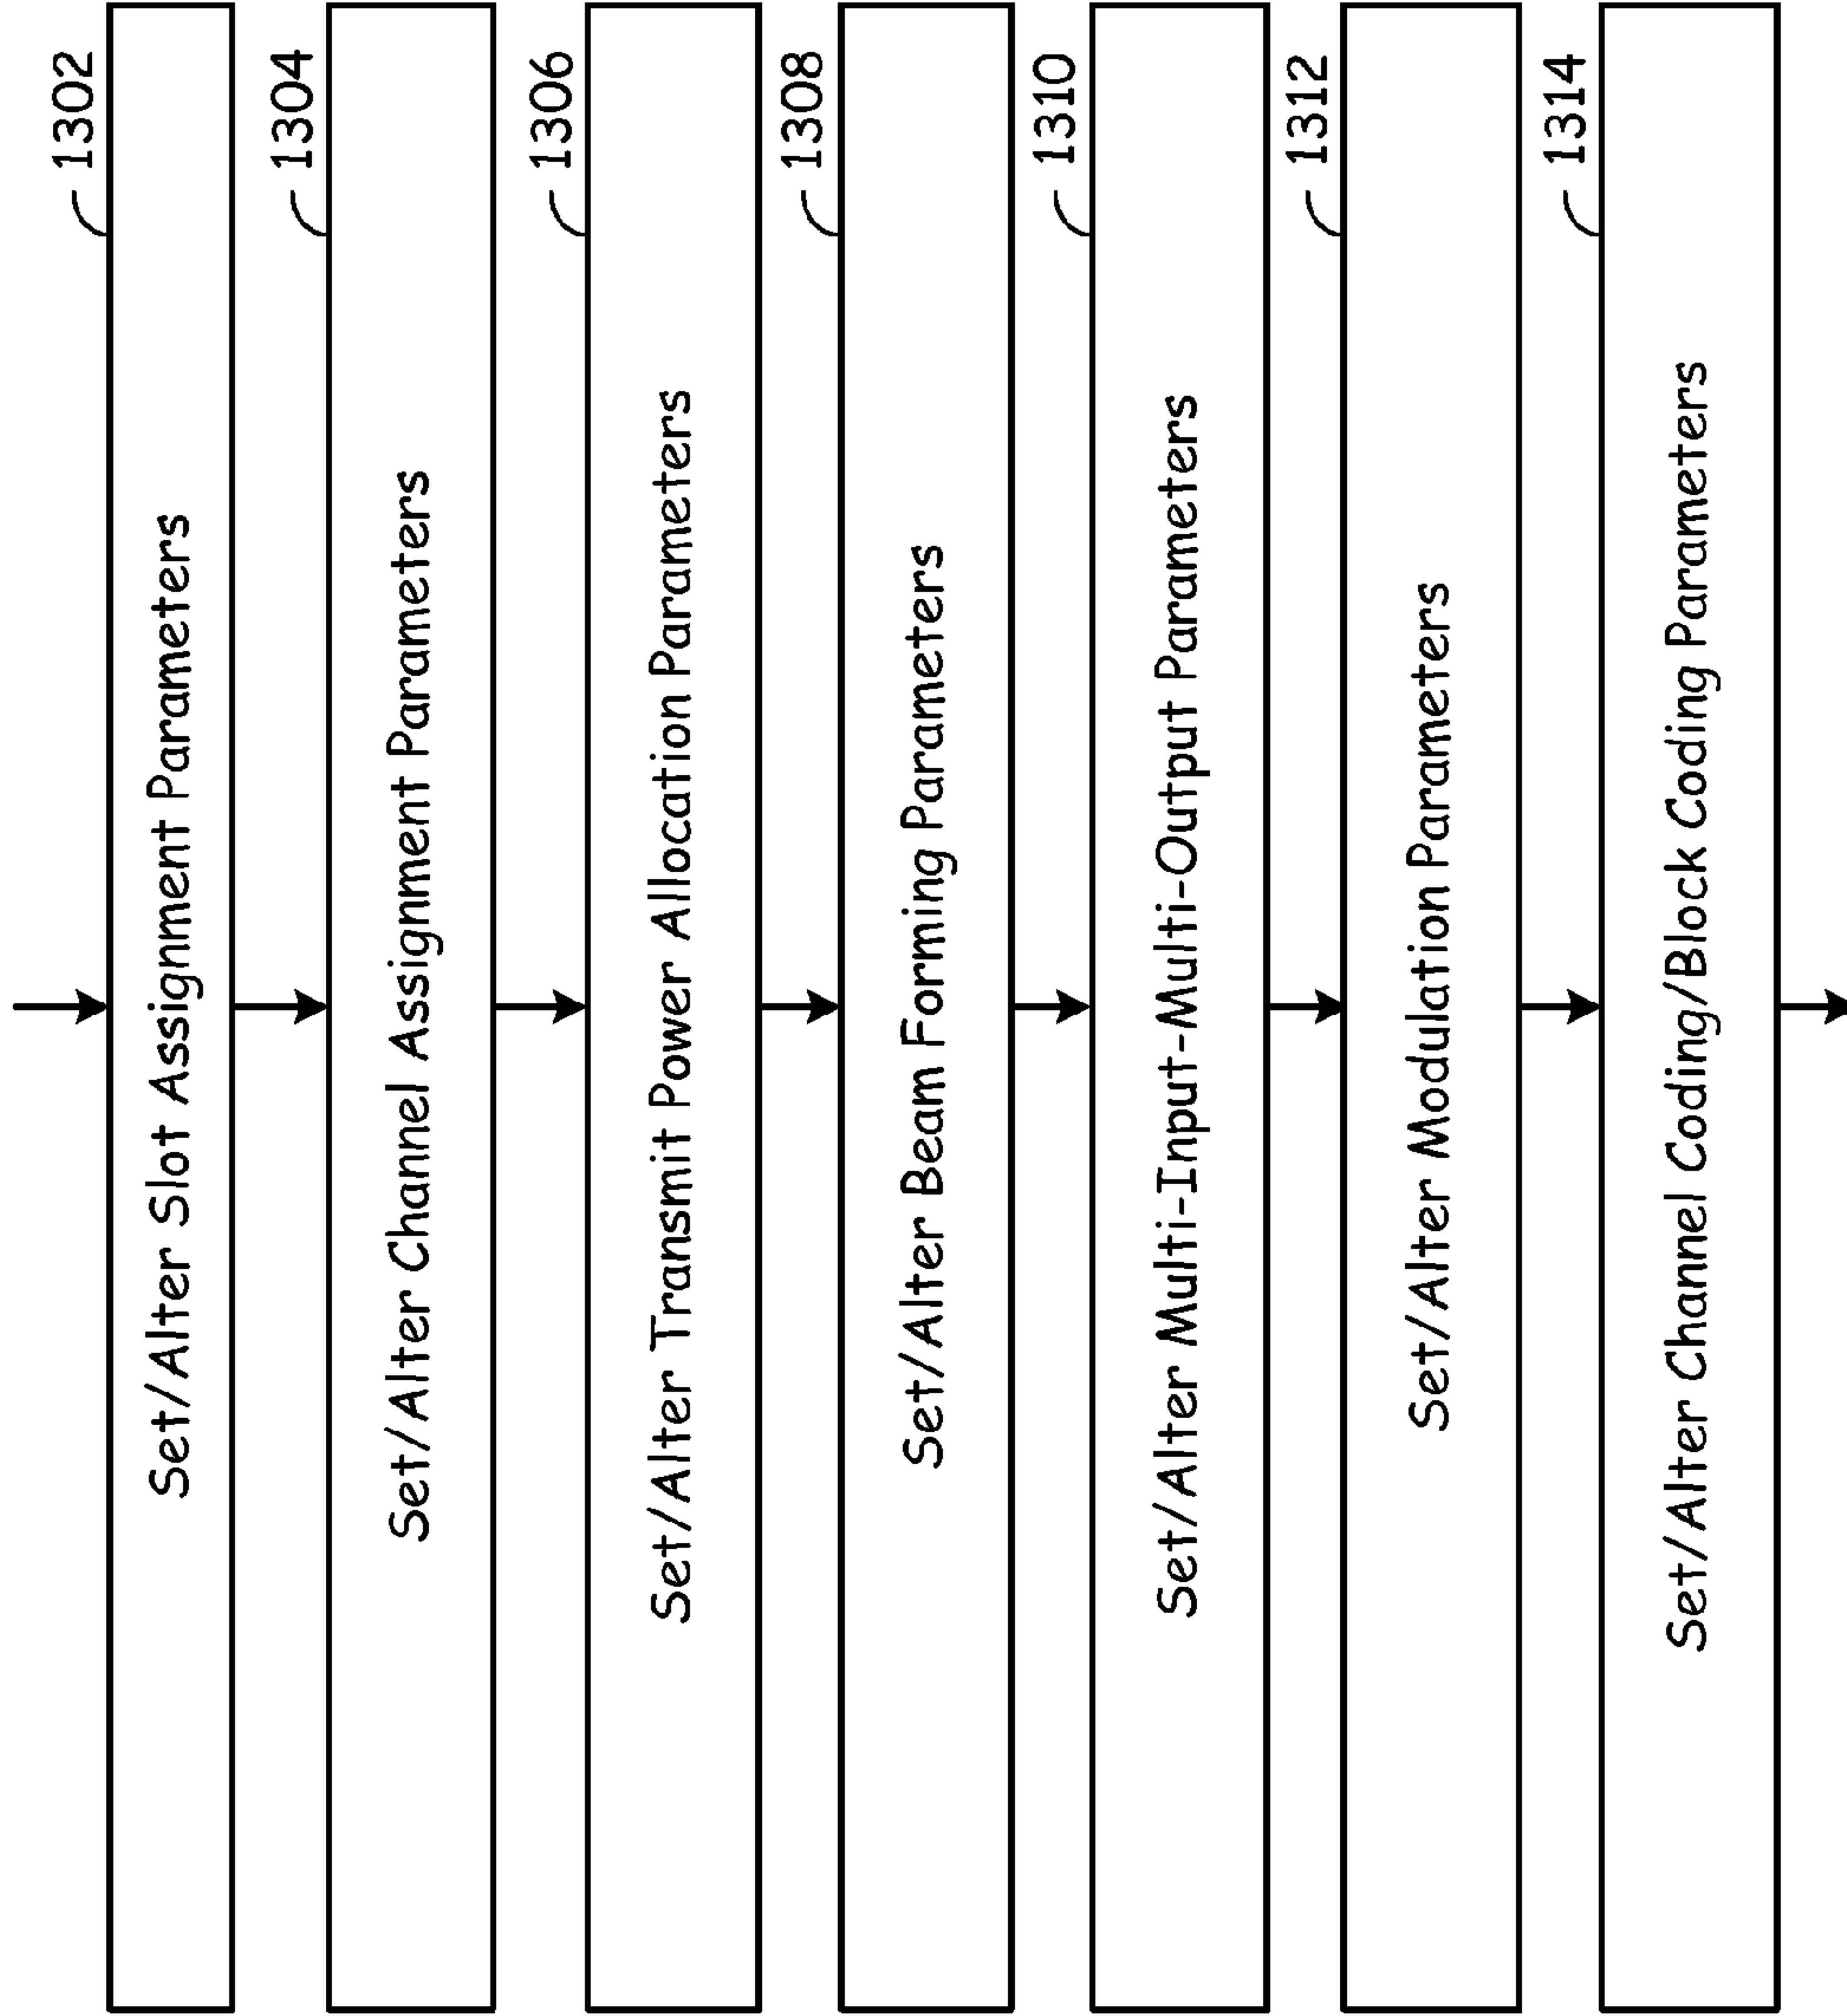 1302
Set/Alter Slot Assignment Parameters
1304
Set/Alter Channel Assignment Parameters
1306
Set/Alter Transmit Power Allocation Parameters
1308
Set/Alter Beam Forming Parameters
1310
Set/Alter Multi-Input-Multi-Output Parameters
1312
Set/Alter Modulation Parameters
1314
Set/Alter Channel Coding/Block Coding Parameters